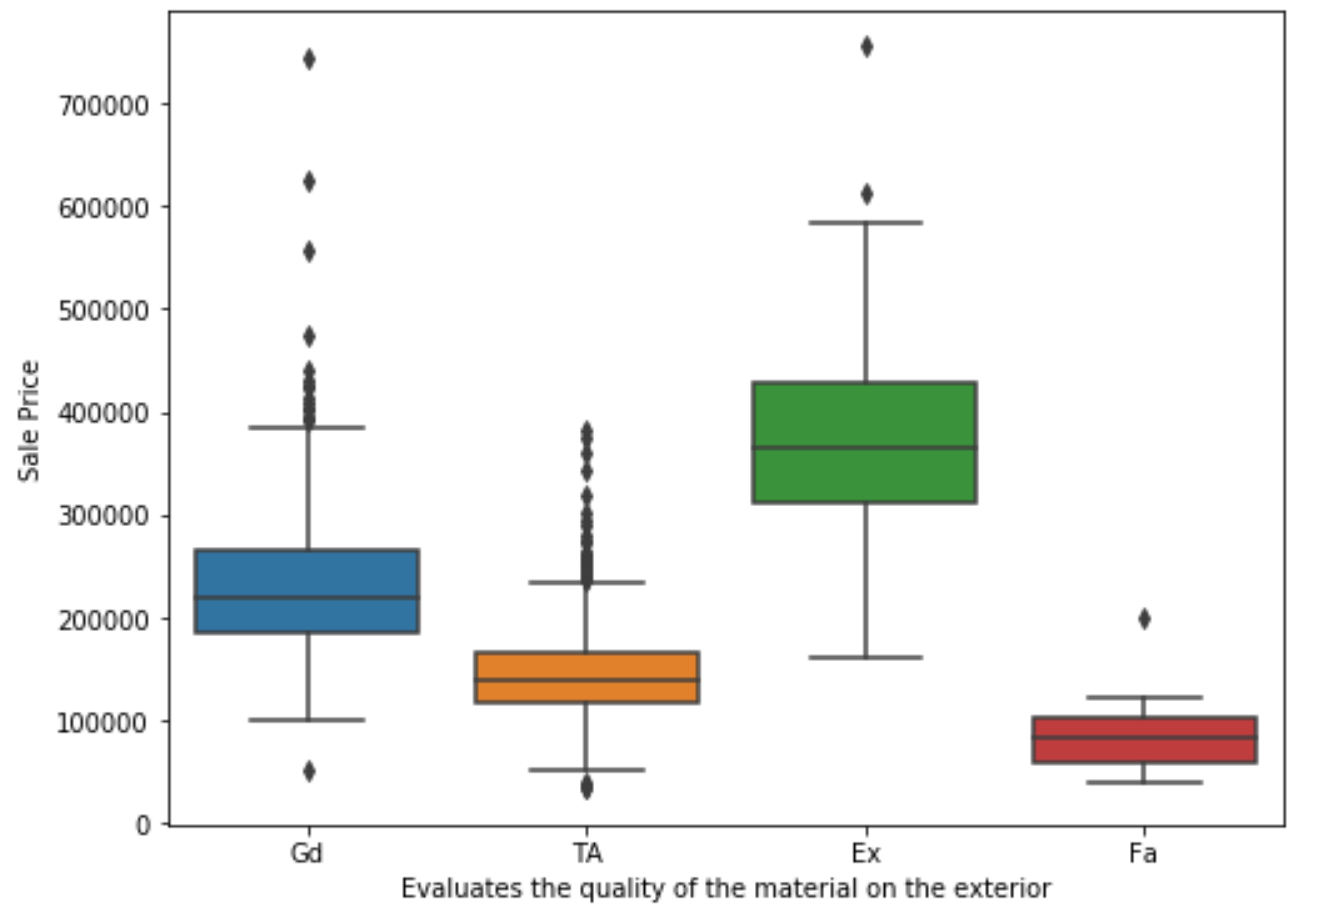 700000
600000
500000
400000
300000
200000
100000
0
Sale Price
Gd TA Ex Fa
Evaluates the quality of the material on the exterior